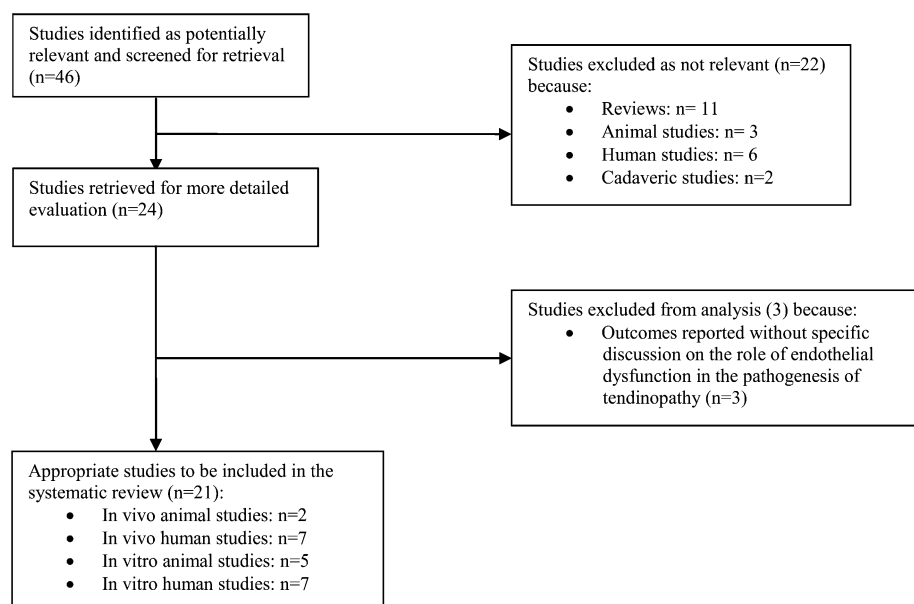 Studies identified as potentially
relevant and screened for retrieval
(n=46)
Studies excluded as not relevant (n=22)
because:
• Reviews: n= 11
• Animal studies: n= 3
• Human studies: n= 6
• Cadaveric studies: n=2
Studies retrieved for more detailed
evaluation (n=24)
Studies excluded from analysis (3) because:
• Outcomes reported without specific
discussion on the role of endothelial
dysfunction in the pathogenesis of
tendinopathy (n=3)
Appropriate studies to be included in the
systematic review (n=21):
• In vivo animal studies: n=2
• In vivo human studies: n=7
• In vitro animal studies: n=5
• In vitro human studies: n=7